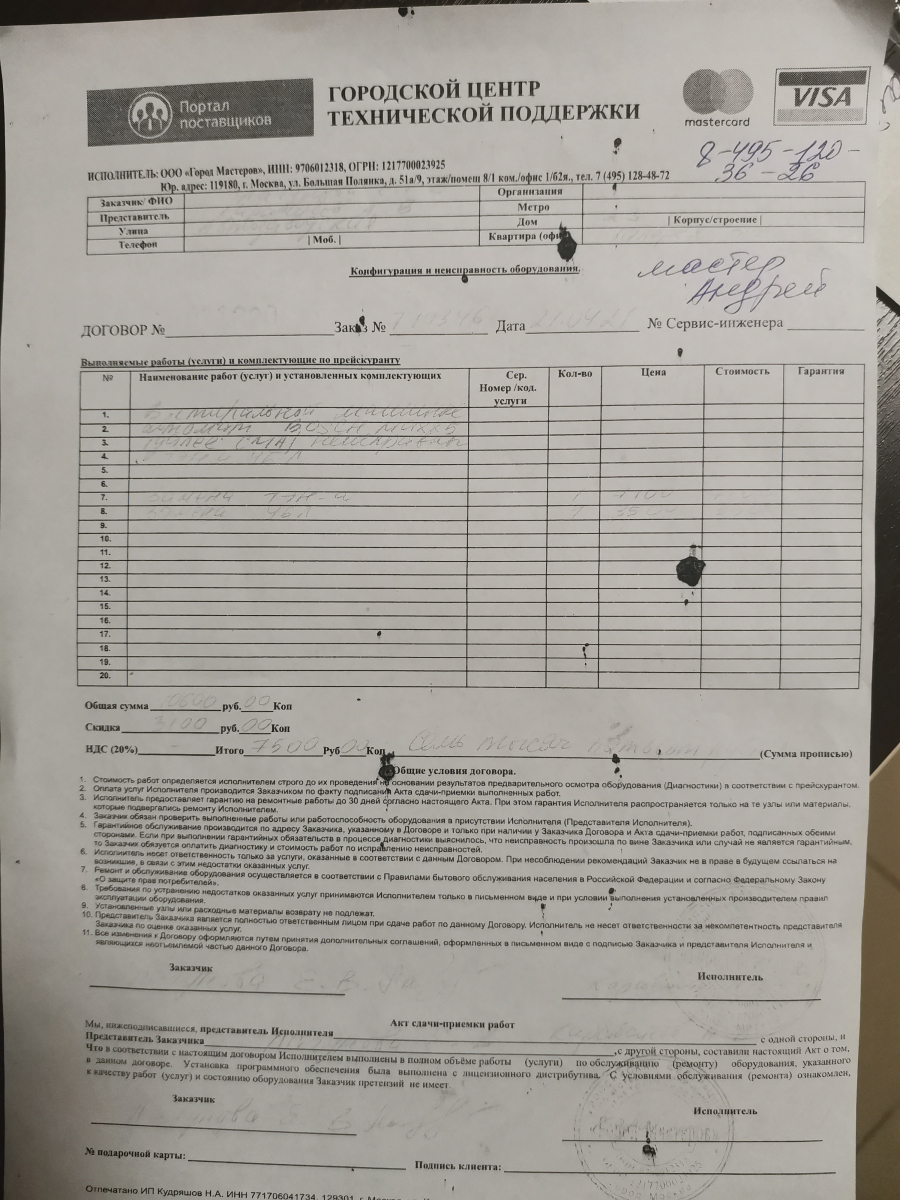 Портал
поставщиков
ГОРОДСКОЙ ЦЕНТР
ТЕХНИЧЕСКОЙ ПОДДЕРЖКИ
mastercard
VISA
8-495-120-
36-26
ИСПОЛНИТЕЛЬ: ООО «Город Мастеров», ИНН: 9706012318, ОГРН: 1217700023925
Юр. адрес: 119180, г. Москва, ул. Большая Полянка, д. 51а/9, этаж/помещ 8/1 ком./офис 1/62я., тел. 7 (495) 128-48-72
Заказчик/ ФИО Организация
Представитель Метро
Улица Дом | Корпус/строение |
Телефон | Моб. | Квартира (офис
Конфигурация и неисправность оборудования.
мастер
Андрей
ДОГОВОР № Заказ № Дата № Сервис-инженера
Выполняемые работы (услуги) и комплектующие по прейскуранту
№ Наименование работ (услуг) и установленных комплектующих Сер. Номер /код. услуги Кол-во Цена Стоимость Гарантия
1. В стиральной машинке
2. автомат BOSCH
3. неисправны
4.
5.
6.
7. замена ТЭН-а 1
8. замена 1 3500
9.
10.
11.
12.
13.
14.
15.
16.
17.
18.
19.
20.
Общая сумма руб. 00 Коп
Скидка 3100 руб. 00 Коп
НДС (20%) Итого 7500 Руб 00 Коп. Семь тысяч (Сумма прописью)
Общие условия договора.
1. Стоимость работ определяется исполнителем строго до их проведения на основании результатов предварительного осмотра оборудования (Диагностики) в соответствии с прейскурантом.
2. Оплата услуг Исполнителя производится Заказчиком по факту подписания Акта сдачи-приемки выполненных работ.
3. Исполнитель предоставляет гарантию на ремонтные работы до 30 дней согласно настоящего Акта. При этом гарантия Исполнителя распространяется только на те узлы или материалы,
которые подвергались ремонту Исполнителем.
4. Заказчик обязан проверить выполненные работы или работоспособность оборудования в присутствии Исполнителя (Представителя Исполнителя).
5. Гарантийное обслуживание производится по адресу Заказчика, указанному в Договоре и только при наличии у Заказчика Договора и Акта сдачи-приемки работ, подписанных обеими
сторонами. Если при выполнении гарантийных обязательств в процессе диагностики выяснилось, что неисправность произошла по вине Заказчика или случай не является гарантийным,
то Заказчик обязуется оплатить диагностику и стоимость работ по исправлению неисправностей.
6. Исполнитель несет ответственность только за услуги, оказанные в соответствии с данным Договором. При несоблюдении рекомендаций Заказчик не в праве в будущем ссылаться на
возникшие, в связи с этим недостатки оказанных услуг.
7. Ремонт и обслуживание оборудования осуществляется в соответствии с Правилами бытового обслуживания населения в Российской Федерации и согласно Федеральному Закону
«О защите прав потребителей».
8. Требования по устранению недостатков оказанных услуг принимаются Исполнителем только в письменном виде и при условии выполнения установленных производителем правил
эксплуатации оборудования.
9. Установленные узлы или расходные материалы возврату не подлежат.
10. Представитель Заказчика является полностью ответственным лицом при сдаче работ по данному Договору. Исполнитель не несет ответственности за некомпетентность представителя
Заказчика по оценке оказанных услуг.
11. Все изменения к Договору оформляются путем принятия дополнительных соглашений, оформленных в письменном виде с подписью Заказчика и представителя Исполнителя и
являющихся неотъемлемой частью данного Договора.
Заказчик Исполнитель
Акт сдачи-приемки работ
Мы, нижеподписавшиеся, представитель Исполнителя с одной стороны, и
Представитель Заказчика ,с другой стороны, составили настоящий Акт о том,
Что в соответствии с настоящим договором Исполнителем выполнены в полном объёме работы (услуги) по обслуживанию (ремонту) оборудования, указанного
в данном договоре. Установка программного обеспечения была выполнена с лицензионного дистрибутива. С условиями обслуживания (ремонта) ознакомлен,
к качеству работ (услуг) и состоянию оборудования Заказчик претензий не имеет.
Заказчик Исполнитель
№ подарочной карты: Подпись клиента:
Отпечатано ИП Кудряшов Н.А. ИНН 771706041734, 129301, г.